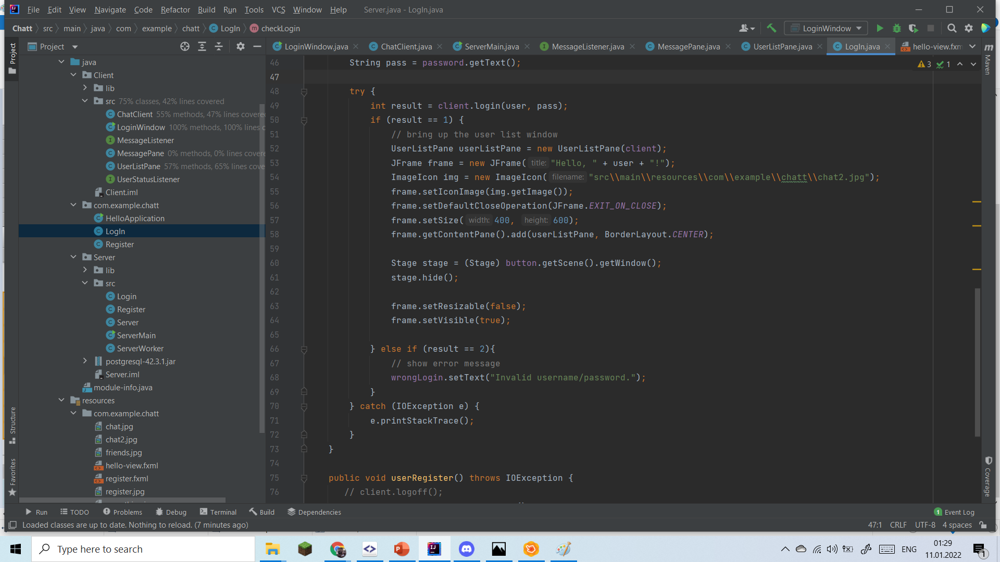 File Edit View Navigate Code Refactor Build Run Tools VCS Window Help Server.java - LogIn.java
Chatt src main java com example chatt LogIn checkLogin LoginWindow
Project LoginWindow.java ChatClient.java ServerMain.java MessageListener.java MessagePane.java UserListPane.java LogIn.java hello-view.fxm
java
Client
lib
src 75% classes, 42% lines covered
ChatClient 55% methods, 47% lines covere
LoginWindow 100% methods, 100% lines c
MessageListener
MessagePane 0% methods, 0% lines covere
UserListPane 57% methods, 65% lines cove
UserStatusListener
Client.iml
com.example.chatt
HelloApplication
LogIn
Register
Server
lib
src
Login
Register
Server
ServerMain
ServerWorker
postgresql-42.3.1.jar
Server.iml
module-info.java
resources
com.example.chatt
chat.jpg
chat2.jpg
friends.jpg
hello-view.fxml
register.fxml
register.jpg
46 String pass = password.getText();
47
48 try {
49 int result = client.login(user, pass);
50 if (result == 1) {
51 // bring up the user list window
52 UserListPane userListPane = new UserListPane(client);
53 JFrame frame = new JFrame( title: "Hello, " + user + "!");
54 ImageIcon img = new ImageIcon( filename: "src\\main\\resources\\com\\example\\chatt\\chat2.jpg");
55 frame.setIconImage(img.getImage());
56 frame.setDefaultCloseOperation(JFrame.EXIT_ON_CLOSE);
57 frame.setSize( width: 400, height: 600);
58 frame.getContentPane().add(userListPane, BorderLayout.CENTER);
59
60 Stage stage = (Stage) button.getScene().getWindow();
61 stage.hide();
62
63 frame.setResizable(false);
64 frame.setVisible(true);
65
66 } else if (result == 2){
67 // show error message
68 wrongLogin.setText("Invalid username/password.");
69 }
70 } catch (IOException e) {
71 e.printStackTrace();
72 }
73 }
74
75 public void userRegister() throws IOException {
76 // client.logoff();
3 1
Project
Structure
Favorites
Maven
Coverage
Run TODO Problems Debug Terminal Build Dependencies 1 Event Log
Loaded classes are up to date. Nothing to reload. (7 minutes ago) 47:1 CRLF UTF-8 4 spaces
Type here to search ENG 01:29
11.01.2022 1